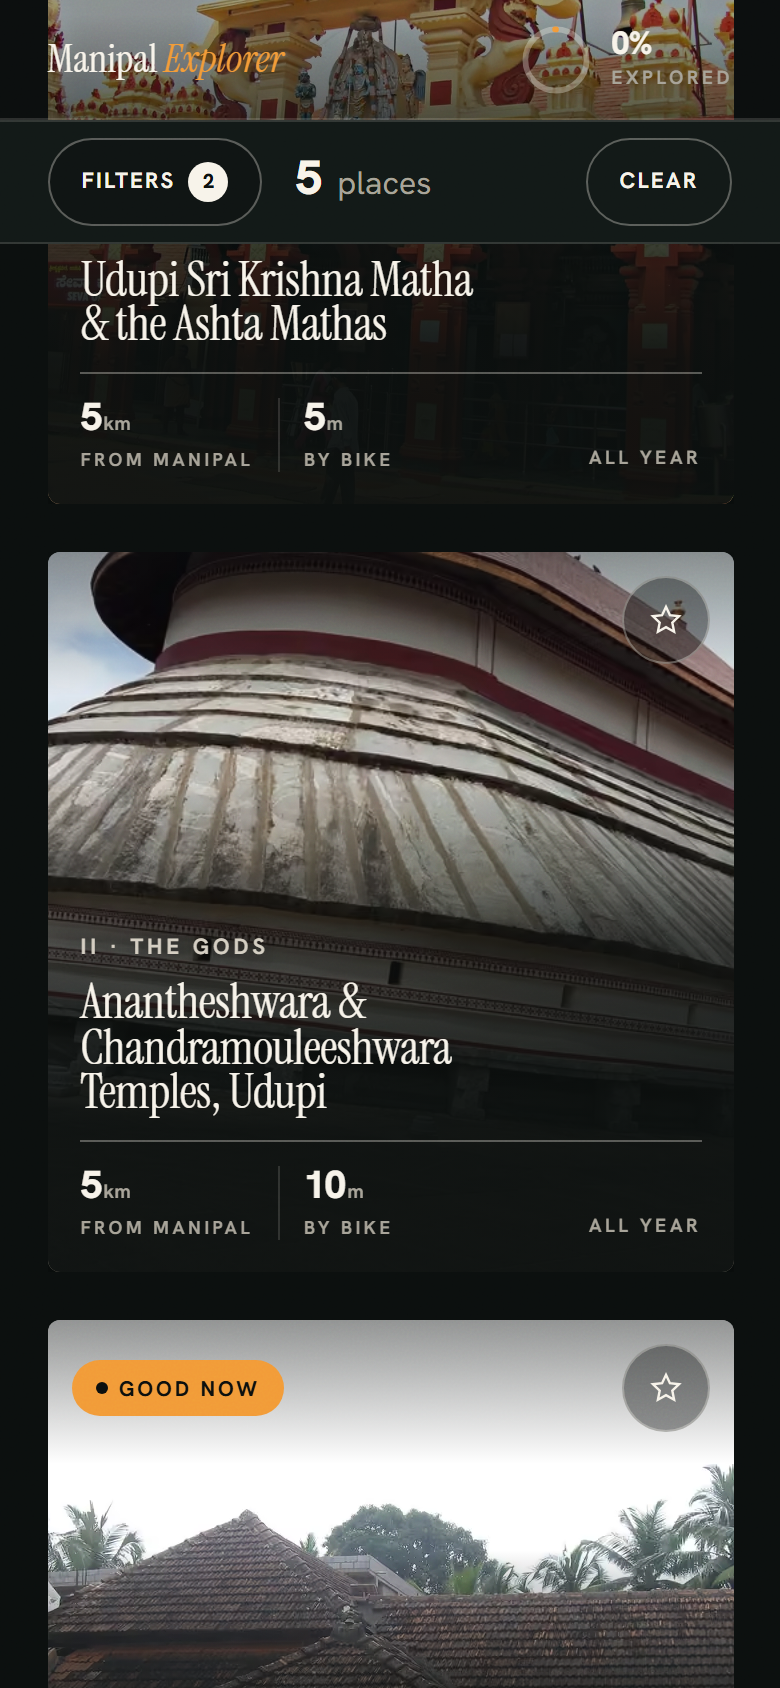 Manipal Explorer
0%
EXPLORED
FILTERS 2
5 places
CLEAR
Udupi Sri Krishna Matha
& the Ashta Mathas
5km
FROM MANIPAL
5m
BY BIKE
ALL YEAR
II · THE GODS
Anantheshwara &
Chandramouleeshwara
Temples, Udupi
5km
FROM MANIPAL
10m
BY BIKE
ALL YEAR
GOOD NOW